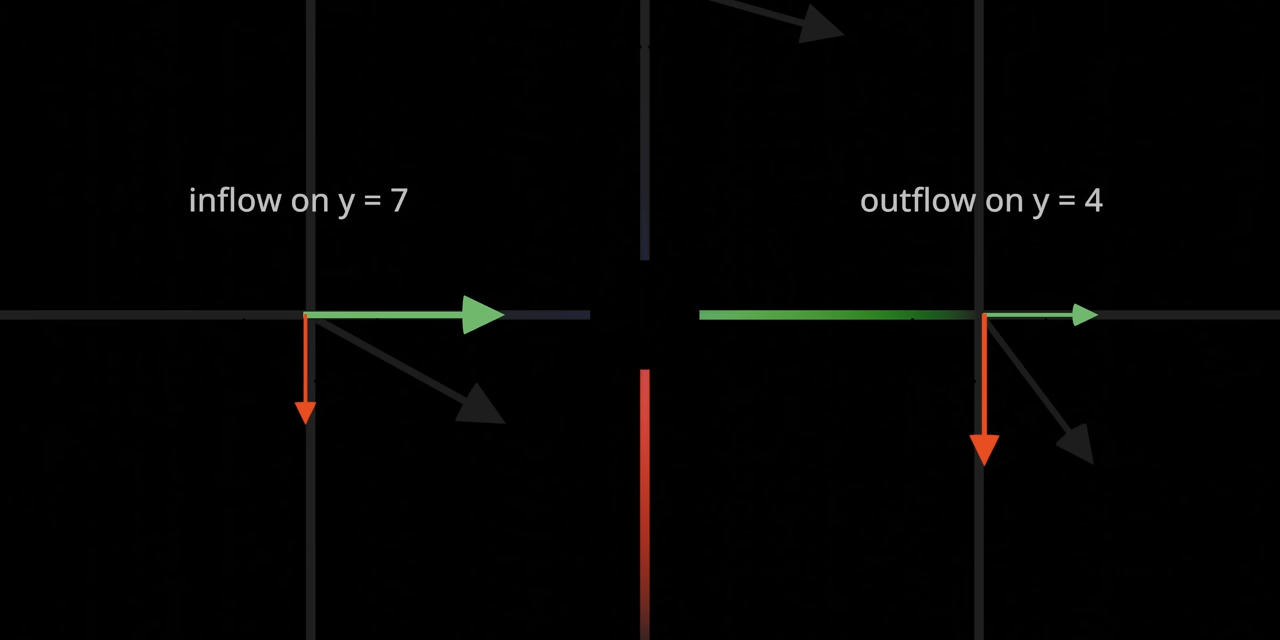 inflow on y = 7
outflow on y = 4